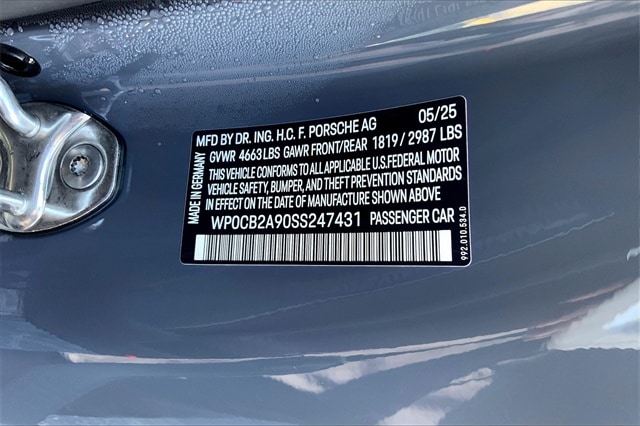 MADE IN GERMANY
MFD BY DR. ING. H.C. F. PORSCHE AG 05/25
GVWR 4663 LBS GAWR FRONT/REAR 1819 / 2987 LBS
THIS VEHICLE CONFORMS TO ALL APPLICABLE U.S. FEDERAL MOTOR
VEHICLE SAFETY, BUMPER, AND THEFT PREVENTION STANDARDS
IN EFFECT ON THE DATE OF MANUFACTURE SHOWN ABOVE
WP0CB2A90SS247431 PASSENGER CAR
992.010.534.0